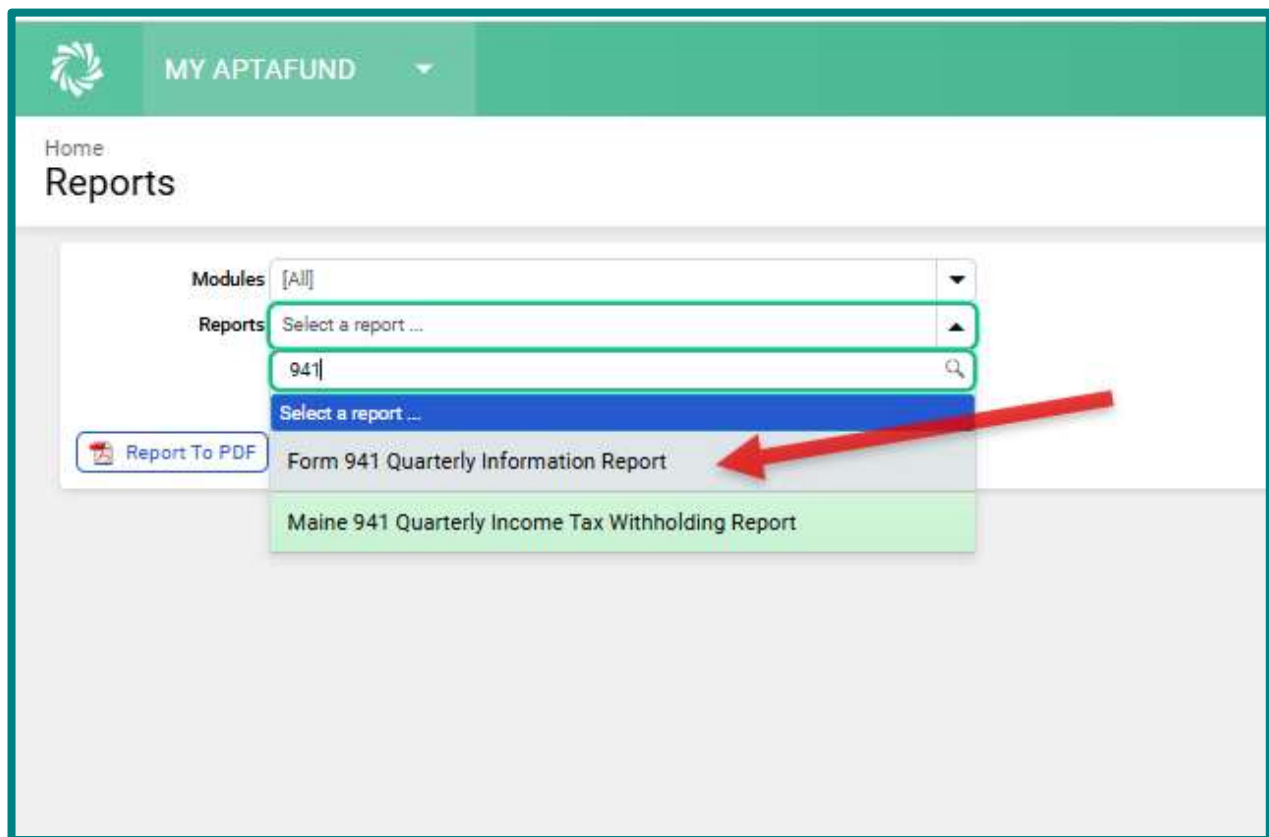 MY APTAFUND
Home
Reports
Modules [All]
Reports Select a report ...
941
Select a report ...
Report To PDF
Form 941 Quarterly Information Report
Maine 941 Quarterly Income Tax Withholding Report